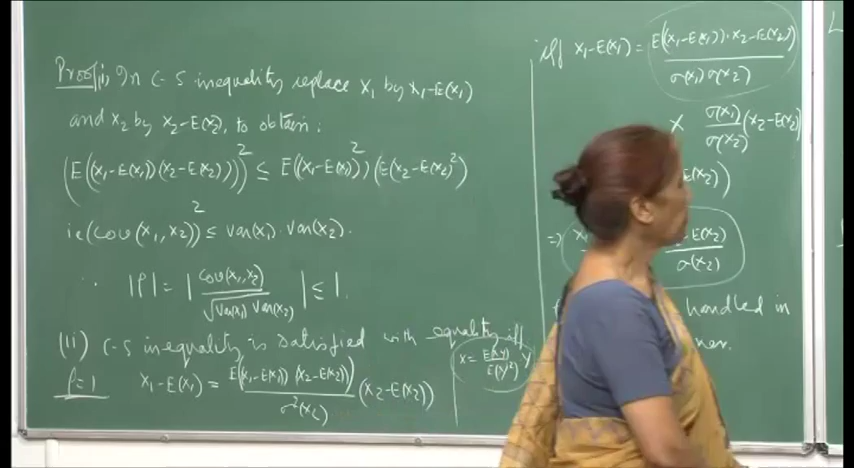 Proof: (i) In C-S inequality replace X₁ by X₁-E(X₁)
and X₂ by X₂-E(X₂), to obtain:
(E((X₁-E(X₁))(X₂-E(X₂))))² ≤ E((X₁-E(X₁))²)(E(X₂-E(X₂)²)
ie (Cov(X₁,X₂))² ≤ Var(X₁)·Var(X₂).
∴ |ρ| = |Cov(X₁,X₂) / √Var(X₁) Var(X₂)| ≤ 1.
(ii) C-S inequality is satisfied with equality iff
X = E(XY)/E(Y²) Y
ρ=1 X₁-E(X₁) = E(X₁-E(X₁))(X₂-E(X₂)) / σ²(X₂) (X₂-E(X₂))
iff X₁-E(X₁) = E((X₁-E(X₁))·X₂-E(X₂)) / σ(X₁)σ(X₂)
X σ(X₁)/σ(X₂) (X₂-E(X₂))
E(X₂))
⇒ -E(X₂) / σ(X₂)
handled in